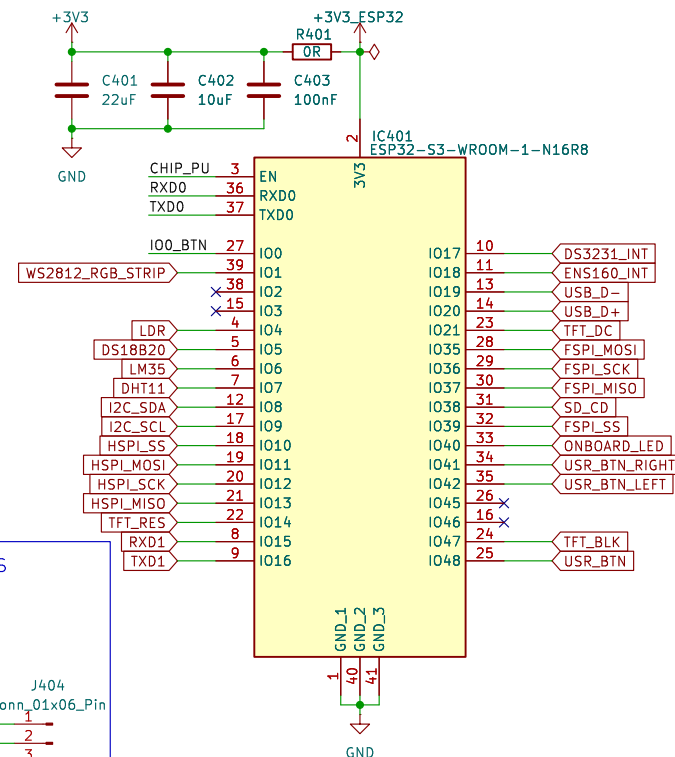 +3V3
+3V3_ESP32
R401
0R
C401
22uF
C402
10uF
C403
100nF
GND
IC401
ESP32-S3-WROOM-1-N16R8
2
3V3
CHIP_PU 3 EN
RXD0 36 RXD0
TXD0 37 TXD0
IO0_BTN 27 IO0
WS2812_RGB_STRIP 39 IO1
38 IO2
15 IO3
LDR 4 IO4
DS18B20 5 IO5
LM35 6 IO6
DHT11 7 IO7
I2C_SDA 12 IO8
I2C_SCL 17 IO9
HSPI_SS 18 IO10
HSPI_MOSI 19 IO11
HSPI_SCK 20 IO12
HSPI_MISO 21 IO13
TFT_RES 22 IO14
RXD1 8 IO15
TXD1 9 IO16
IO17 10 DS3231_INT
IO18 11 ENS160_INT
IO19 13 USB_D-
IO20 14 USB_D+
IO21 23 TFT_DC
IO35 28 FSPI_MOSI
IO36 29 FSPI_SCK
IO37 30 FSPI_MISO
IO38 31 SD_CD
IO39 32 FSPI_SS
IO40 33 ONBOARD_LED
IO41 34 USR_BTN_RIGHT
IO42 35 USR_BTN_LEFT
IO45 26
IO46 16
IO47 24 TFT_BLK
IO48 25 USR_BTN
GND_1 GND_2 GND_3
1 40 41
GND
S
J404
onn_01x06_Pin
1
2
3